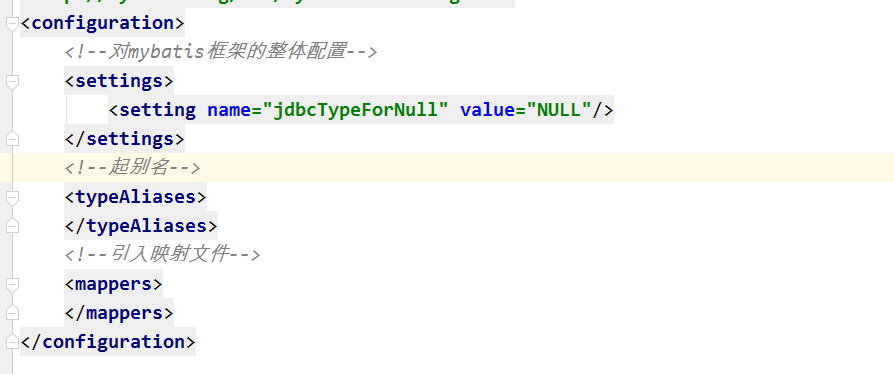 <configuration>
<!--对mybatis框架的整体配置-->
<settings>
<setting name="jdbcTypeForNull" value="NULL"/>
</settings>
<!--起别名-->
<typeAliases>
</typeAliases>
<!--引入映射文件-->
<mappers>
</mappers>
</configuration>